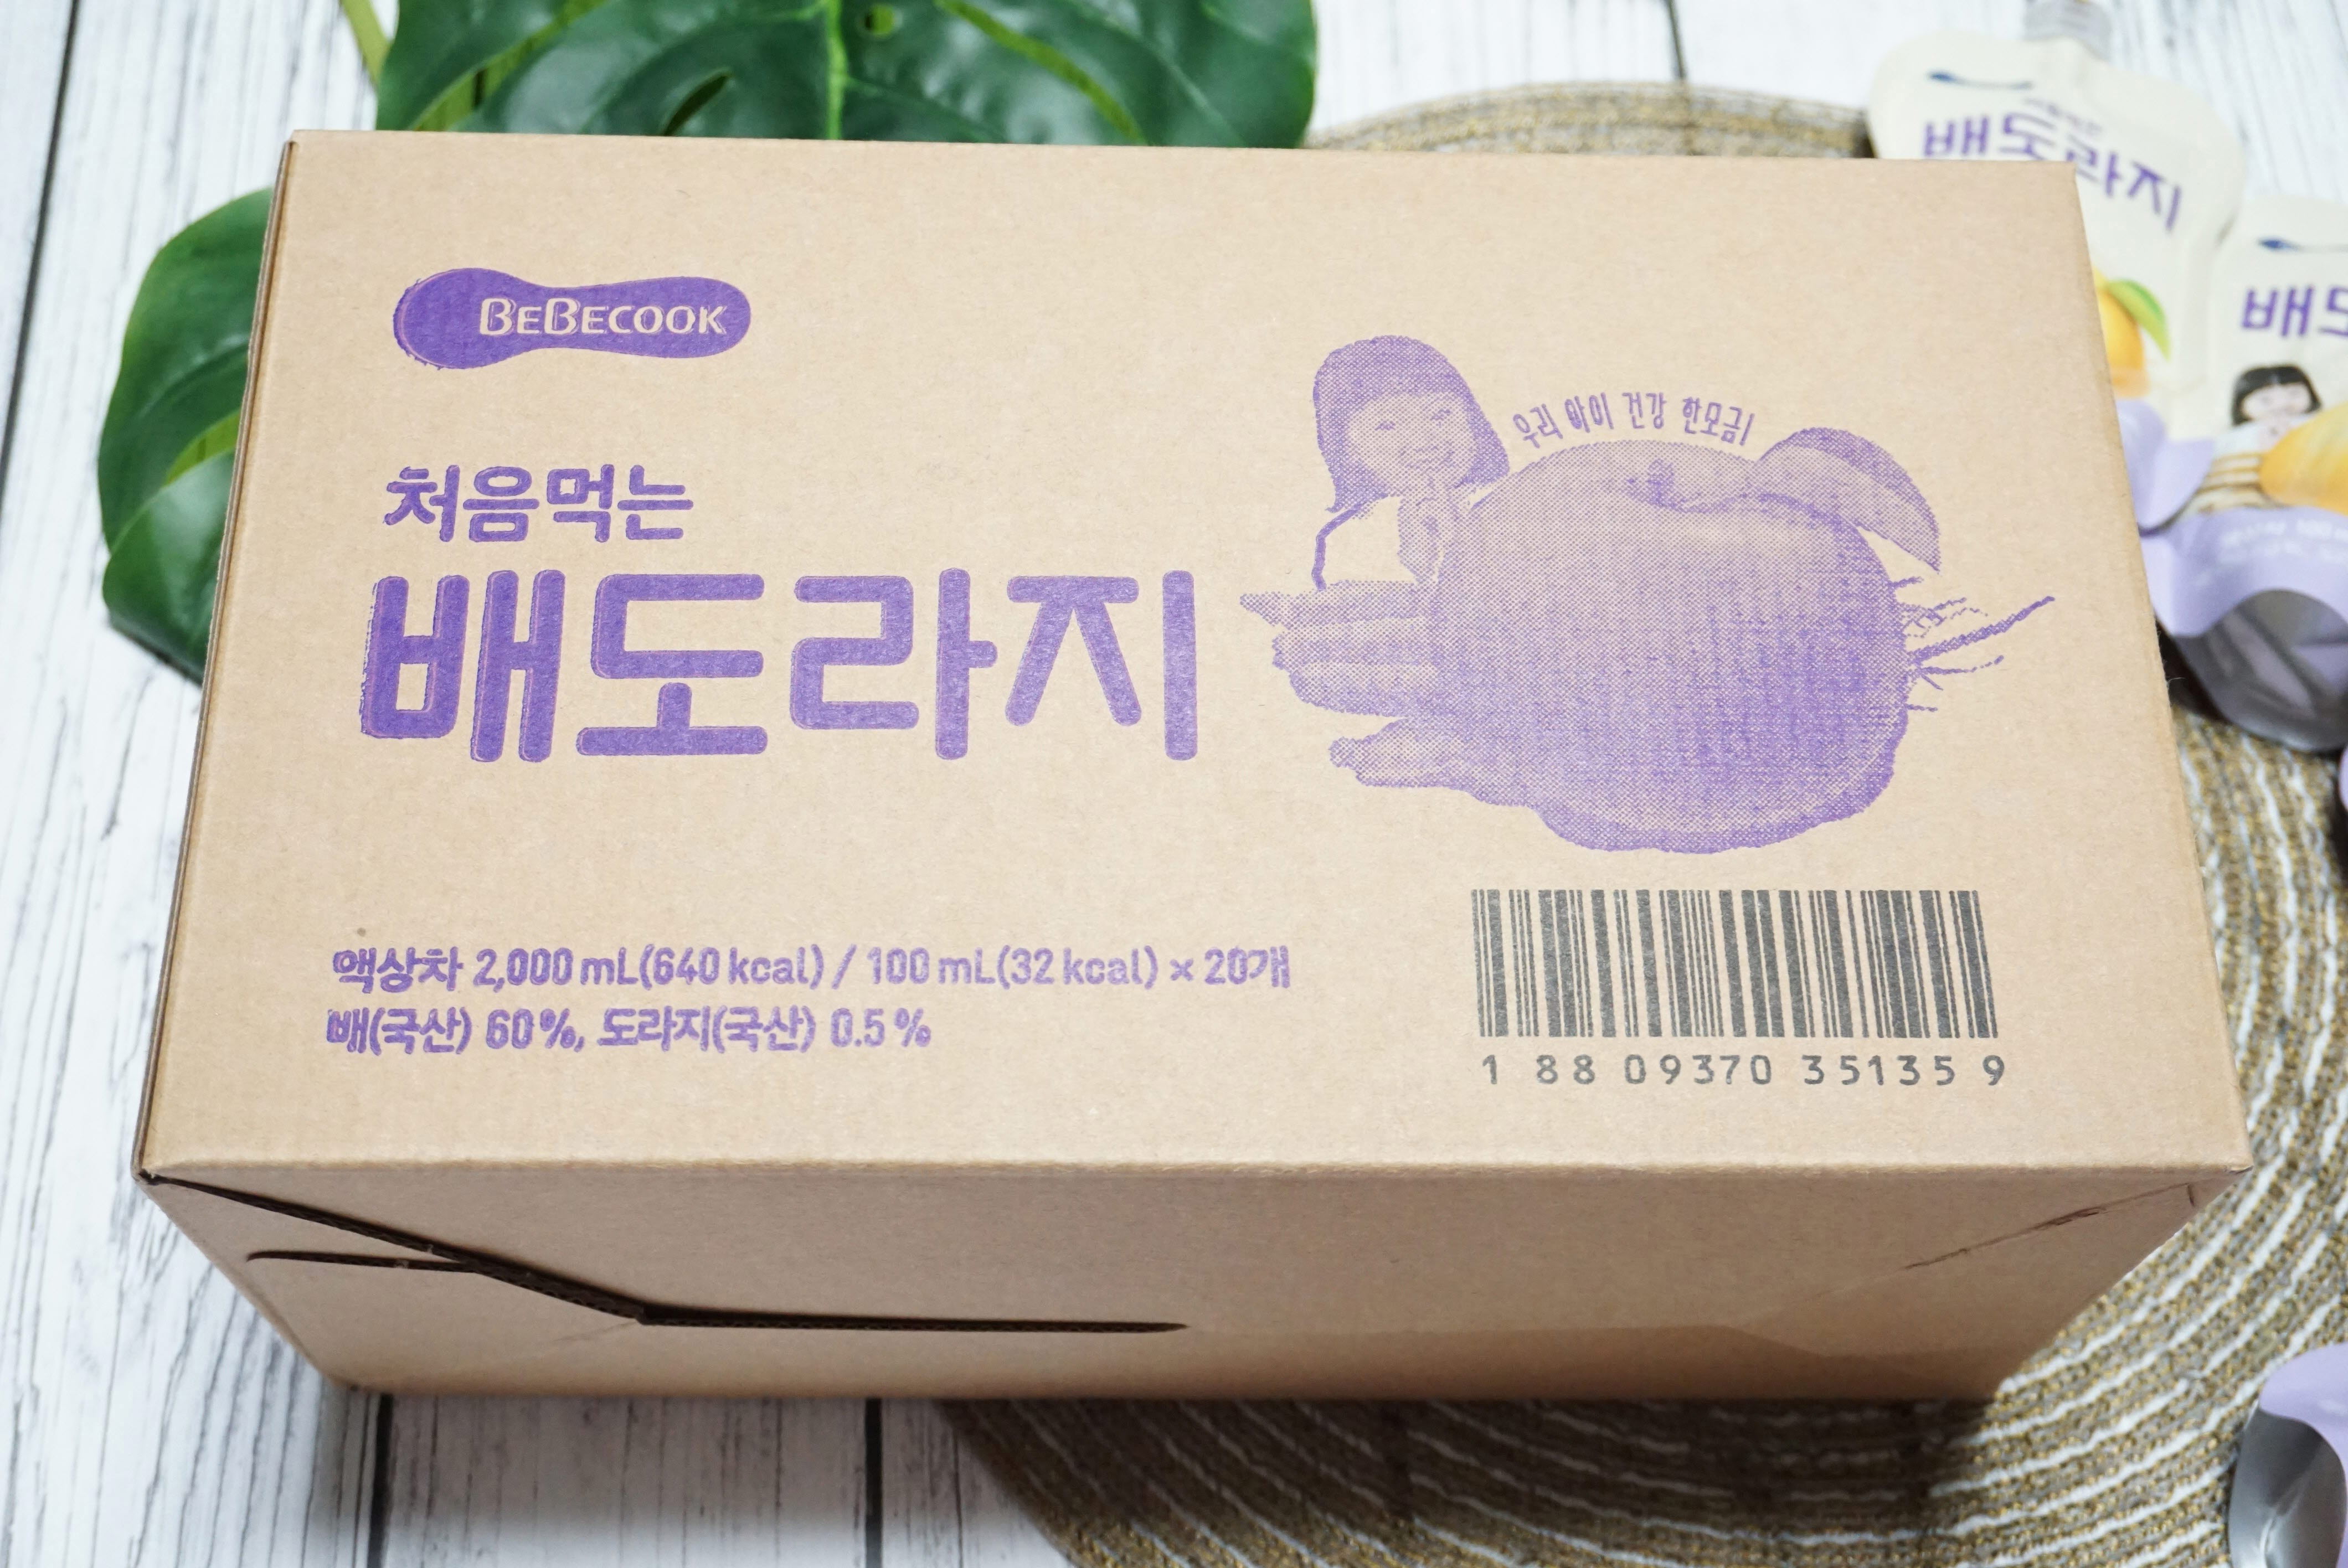 BEBECOOK
처음먹는
배도라지
우리 아이 건강 한모금!
액상차 2,000 mL(640 kcal) / 100 mL(32 kcal) × 20개
배(국산) 60 %, 도라지(국산) 0.5 %
1 88 09370 35135 9
배도라지